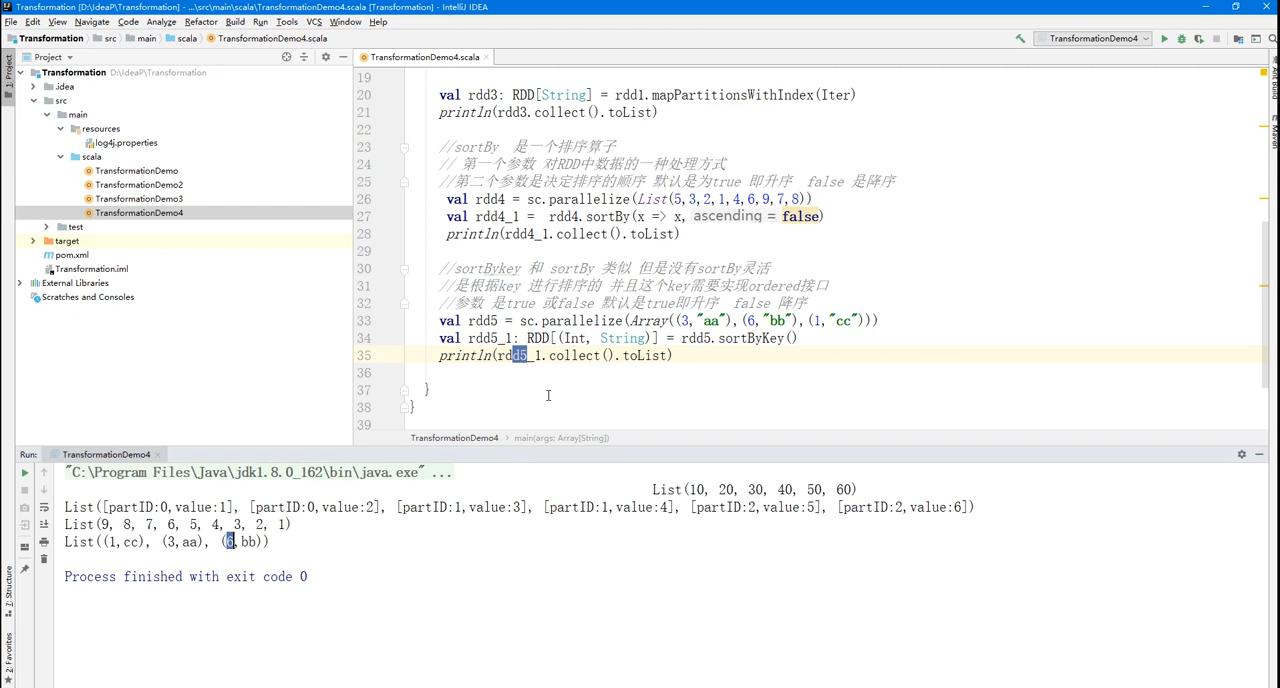 Transformation [D:\IdeaP\Transformation] - ...\src\main\scala\TransformationDemo4.scala [Transformation] - IntelliJ IDEA
File Edit View Navigate Code Analyze Refactor Build Run Tools VCS Window Help
Transformation src main scala TransformationDemo4.scala TransformationDemo4
Project
TransformationDemo4.scala
Transformation D:\IdeaP\Transformation
.idea
src
main
resources
log4j.properties
scala
TransformationDemo
TransformationDemo2
TransformationDemo3
TransformationDemo4
test
target
pom.xml
Transformation.iml
External Libraries
Scratches and Consoles
1: Project
7: Structure
2: Favorites
Maven
19
20 val rdd3: RDD[String] = rdd1.mapPartitionsWithIndex(Iter)
21 println(rdd3.collect().toList)
22
23 //sortBy 是一个排序算子
24 // 第一个参数 对RDD中数据的一种处理方式
25 //第二个参数是决定排序的顺序 默认是为true 即升序 false 是降序
26 val rdd4 = sc.parallelize(List(5,3,2,1,4,6,9,7,8))
27 val rdd4_1 = rdd4.sortBy(x => x, ascending = false)
28 println(rdd4_1.collect().toList)
29
30 //sortBykey 和 sortBy 类似 但是没有sortBy灵活
31 //是根据key 进行排序的 并且这个key需要实现ordered接口
32 //参数 是true 或false 默认是true即升序 false 降序
33 val rdd5 = sc.parallelize(Array((3,"aa"),(6,"bb"),(1,"cc")))
34 val rdd5_1: RDD[(Int, String)] = rdd5.sortByKey()
35 println(rdd5_1.collect().toList)
36
37 }
38 }
39
TransformationDemo4 main(args: Array[String])
Run: TransformationDemo4
"C:\Program Files\Java\jdk1.8.0_162\bin\java.exe" ...
List(10, 20, 30, 40, 50, 60)
List([partID:0,value:1], [partID:0,value:2], [partID:1,value:3], [partID:1,value:4], [partID:2,value:5], [partID:2,value:6])
List(9, 8, 7, 6, 5, 4, 3, 2, 1)
List((1,cc), (3,aa), (6,bb))
Process finished with exit code 0